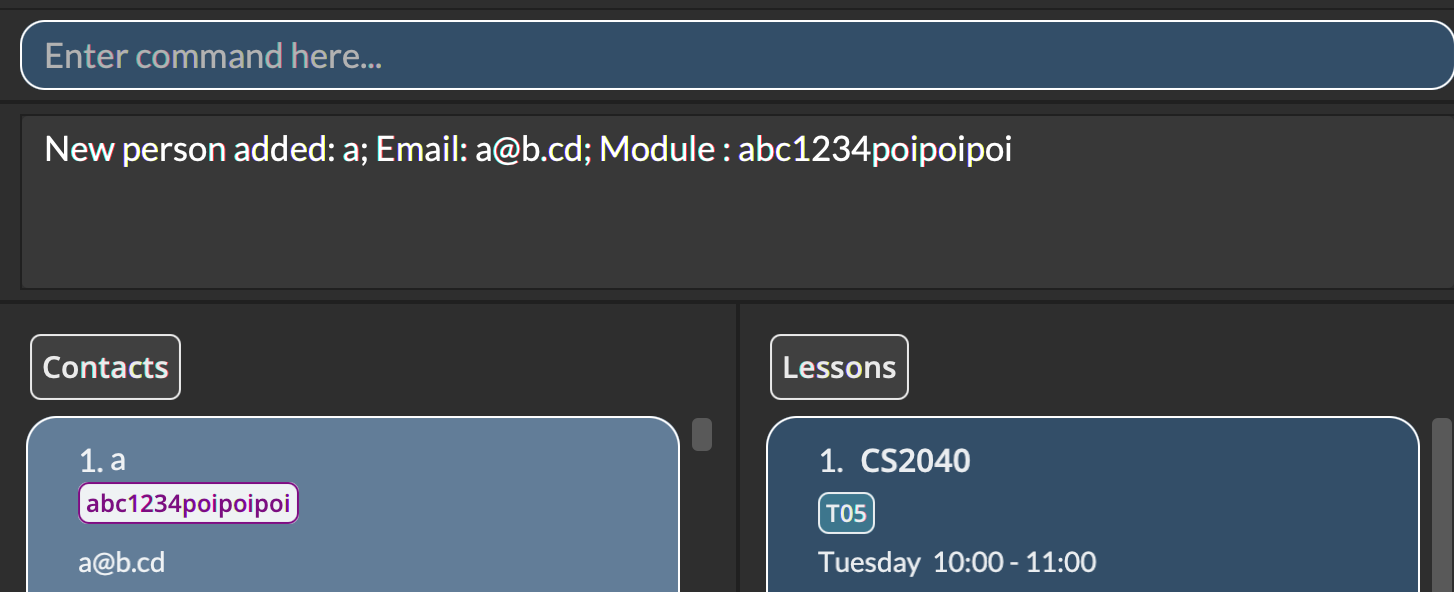 Enter command here...
New person added: a; Email: a@b.cd; Module : abc1234poipoipoi
Contacts
1. a
abc1234poipoipoi
a@b.cd
Lessons
1. CS2040
T05
Tuesday 10:00 - 11:00